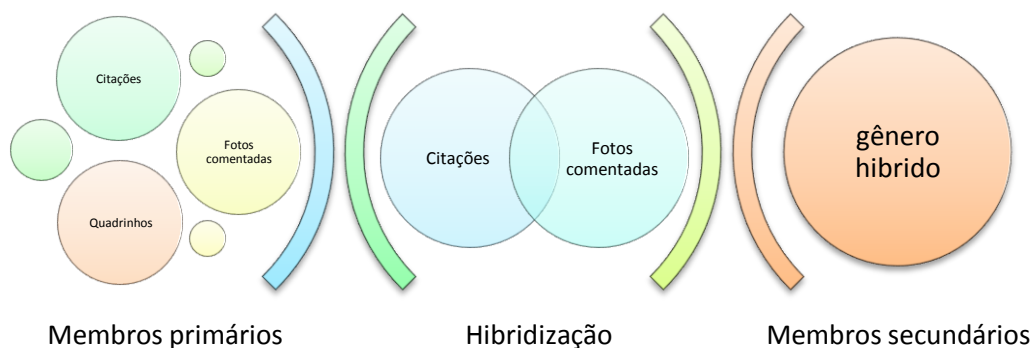 Citações
Fotos
comentadas
Quadrinhos
Citações
Fotos
comentadas
gênero
hibrido
Membros primários
Hibridização
Membros secundários